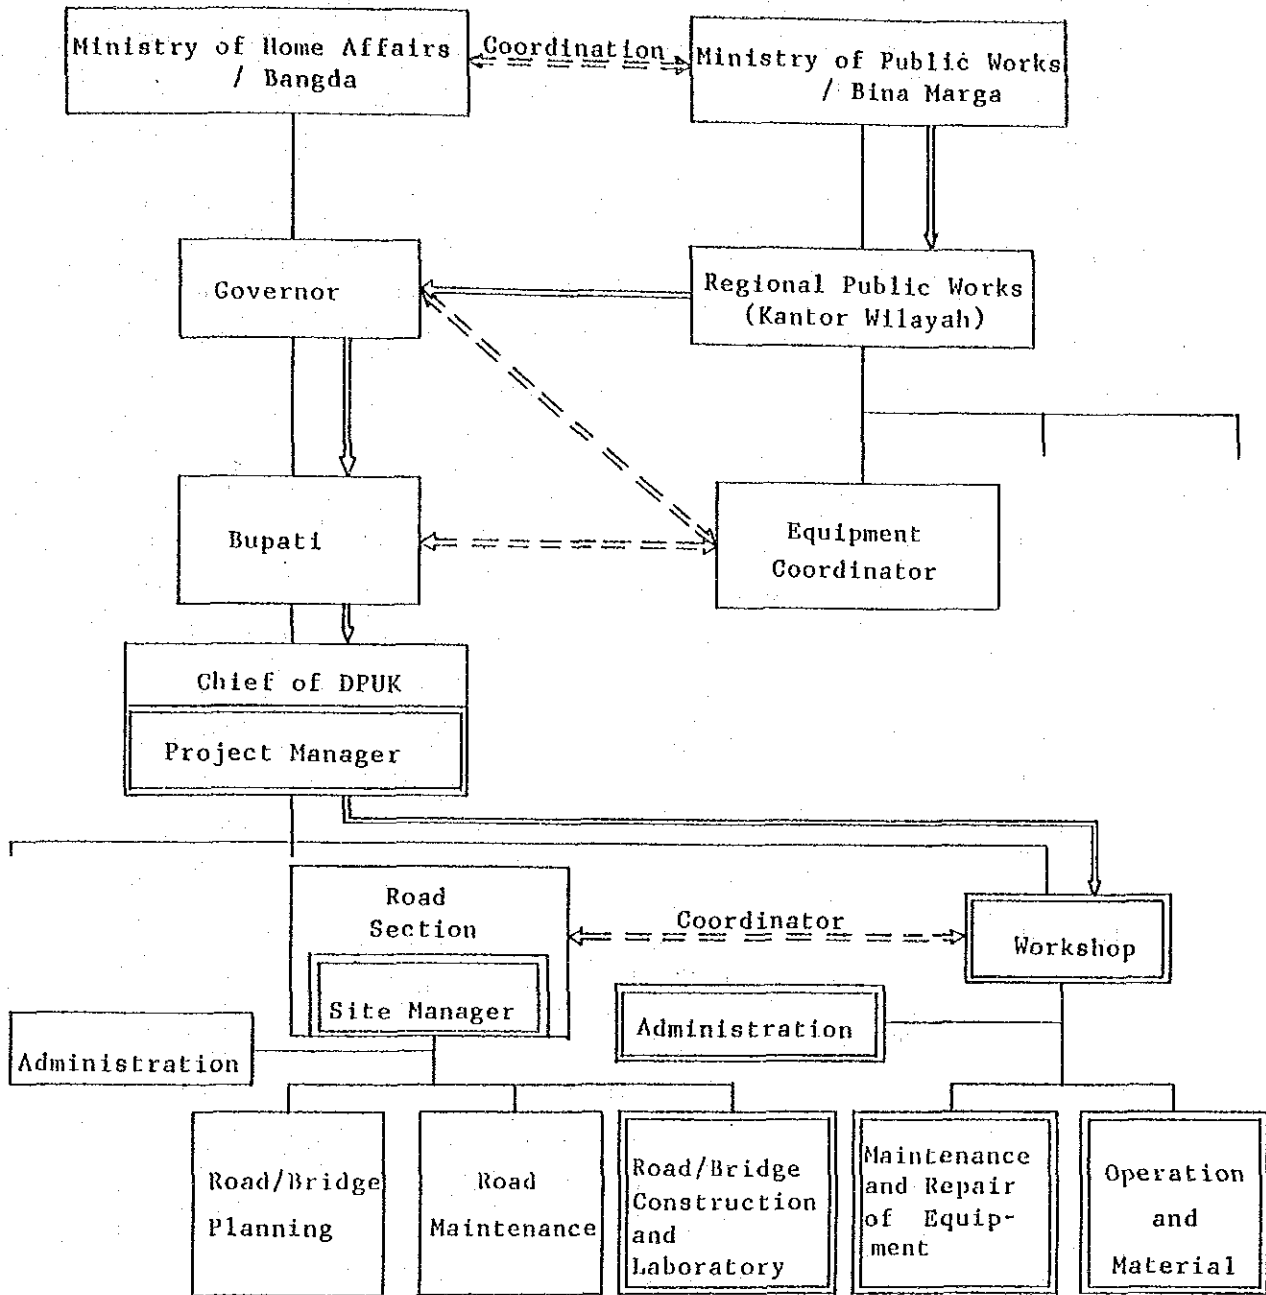 Ministry of Home Affairs
/ Bangda
Coordination
Ministry of Public Works
/ Bina Marga
Governor
Regional Public Works
(Kantor Wilayah)
Bupati
Equipment
Coordinator
Chief of DPUK
Project Manager
Road
Section
Site Manager
Coordinator
Workshop
Administration
Administration
Road/Bridge
Planning
Road
Maintenance
Road/Bridge
Construction
and
Laboratory
Maintenance
and Repair
of Equip-
ment
Operation
and
Material